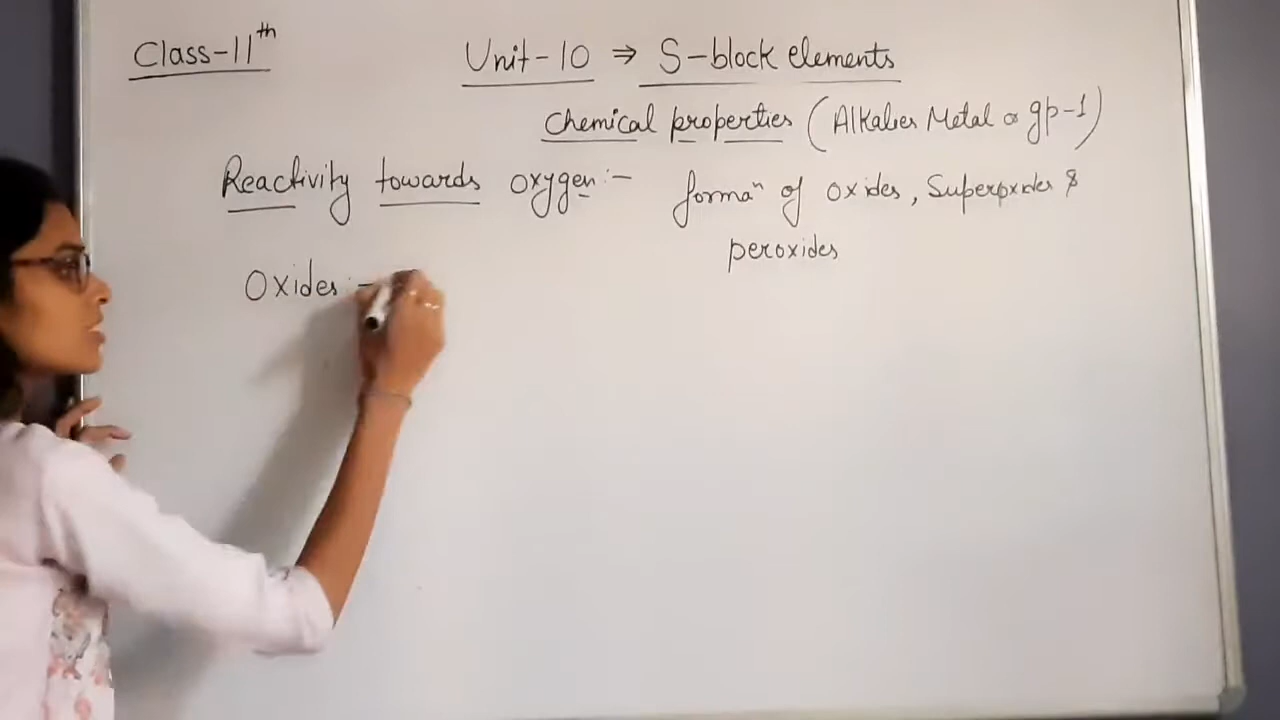 Class-11th
Unit-10 ⇒ S-block elements
Chemical properties (Alkalies Metal or gp-1)
Reactivity towards oxygen:- formaⁿ of oxides, Superoxides &
peroxides
Oxides:-